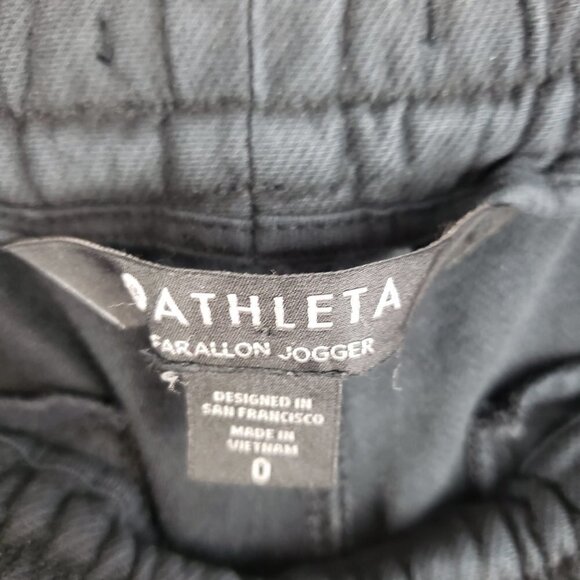 ATHLETA
FARALLON JOGGER
DESIGNED IN
SAN FRANCISCO
MADE IN
VIETNAM
0